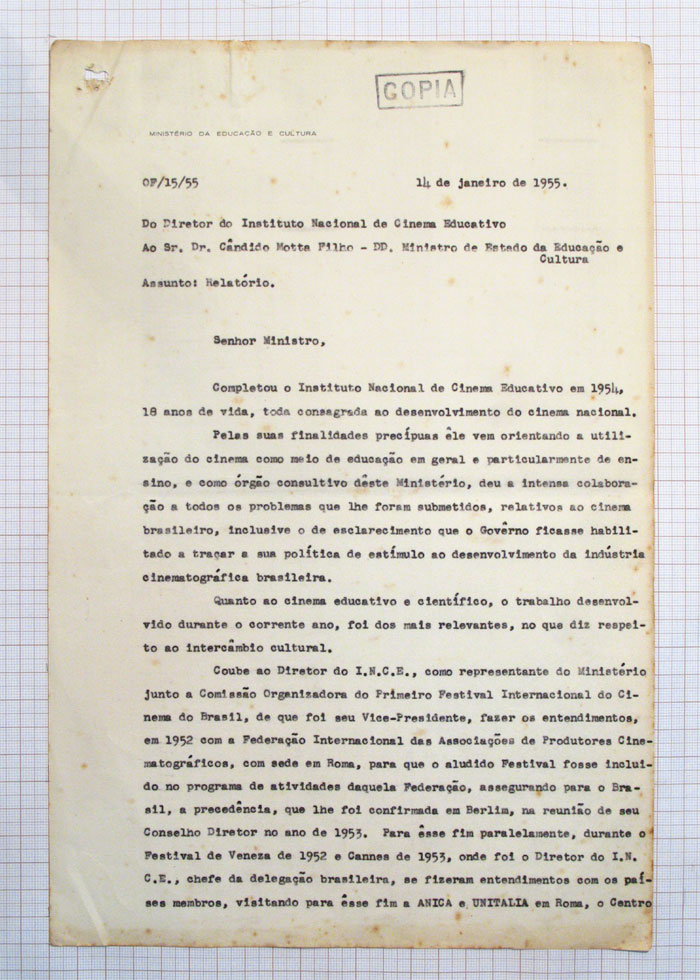 COPIA
MINISTÉRIO DA EDUCAÇÃO E CULTURA
OF/15/55 14 de janeiro de 1955.
Do Diretor do Instituto Nacional de Cinema Educativo
Ao Sr. Dr. Cândido Motta Filho - DD. Ministro de Estado da Educação e
Cultura
Assunto: Relatório.
Senhor Ministro,
Completou o Instituto Nacional de Cinema Educativo em 1954,
18 anos de vida, toda consagrada ao desenvolvimento do cinema nacional.
Pelas suas finalidades precípuas êle vem orientando a utili-
zação do cinema como meio de educação em geral e particularmente de en-
sino, e como órgão consultivo dêste Ministério, deu a intensa colabora-
ção a todos os problemas que lhe foram submetidos, relativos ao cinema
brasileiro, inclusive o de esclarecimento que o Govêrno ficasse habili-
tado a traçar a sua política de estímulo ao desenvolvimento da indústria
cinematográfica brasileira.
Quanto ao cinema educativo e científico, o trabalho desenvol-
vido durante o corrente ano, foi dos mais relevantes, no que diz respei-
to ao intercâmbio cultural.
Coube ao Diretor do I.N.C.E., como representante do Ministério
junto a Comissão Organizadora do Primeiro Festival Internacional do Ci-
nema do Brasil, de que foi seu Vice-Presidente, fazer os entendimentos,
em 1952 com a Federação Internacional das Associações de Produtores Cine-
matográficos, com sede em Roma, para que o aludido Festival fosse inclui-
do no programa de atividades daquela Federação, assegurando para o Bra-
sil, a precedência, que lhe foi confirmada em Berlim, na reunião de seu
Conselho Diretor no ano de 1953. Para êsse fim paralelamente, durante o
Festival de Veneza de 1952 e Cannes de 1953, onde foi o Diretor do I.N.
C.E., chefe da delegação brasileira, se fizeram entendimentos com os paí-
ses membros, visitando para êsse fim a ANICA e UNITALIA em Roma, o Centro